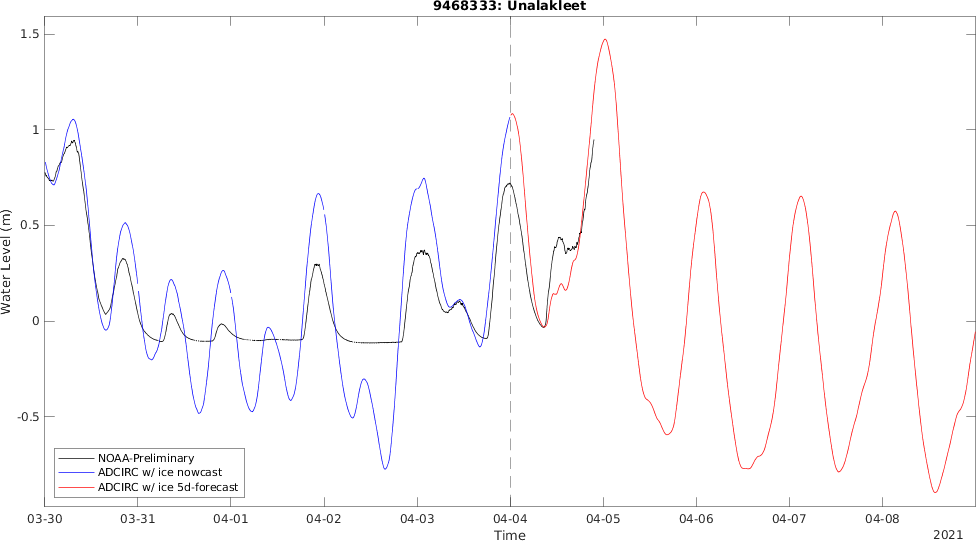 9468333: Unalakleet
Water Level (m)
1.5
1
0.5
0
-0.5
NOAA-Preliminary
ADCIRC w/ ice nowcast
ADCIRC w/ ice 5d-forecast
03-30 03-31 04-01 04-02 04-03 04-04 04-05 04-06 04-07 04-08
Time
2021